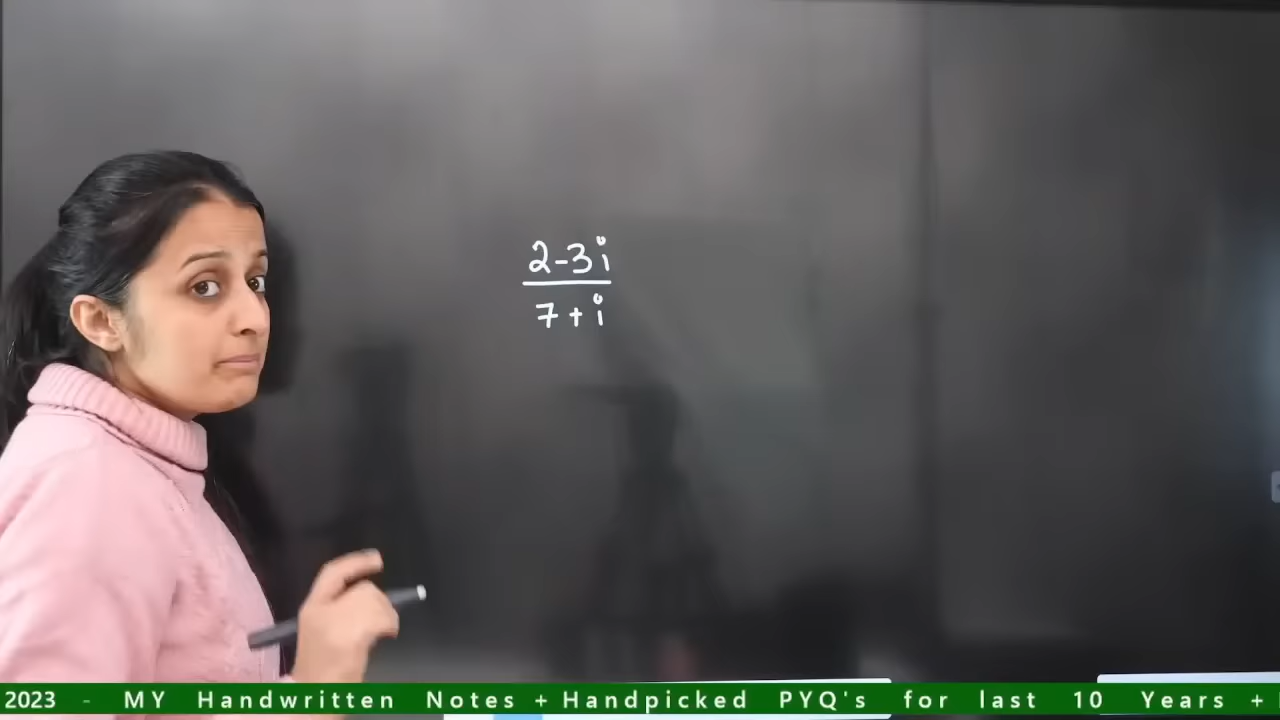 2-3i
7+i
2023 - MY Handwritten Notes + Handpicked PYQ's for last 10 Years +